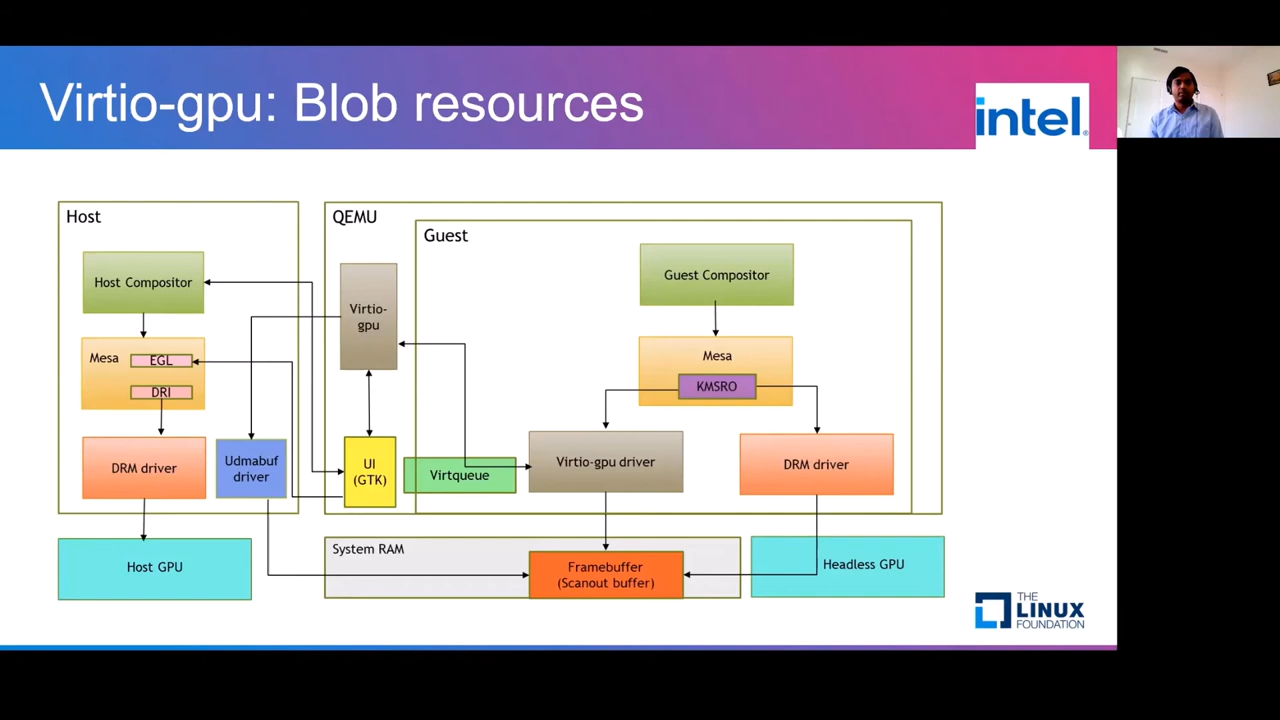 Virtio-gpu: Blob resources
intel
Host
QEMU
Guest
Host Compositor
Virtio-
gpu
Guest Compositor
Mesa
EGL
DRI
Mesa
KMSRO
DRM driver
Udmabuf
driver
UI
(GTK)
Virtqueue
Virtio-gpu driver
DRM driver
Host GPU
System RAM
Framebuffer
(Scanout buffer)
Headless GPU
THE
LINUX
FOUNDATION